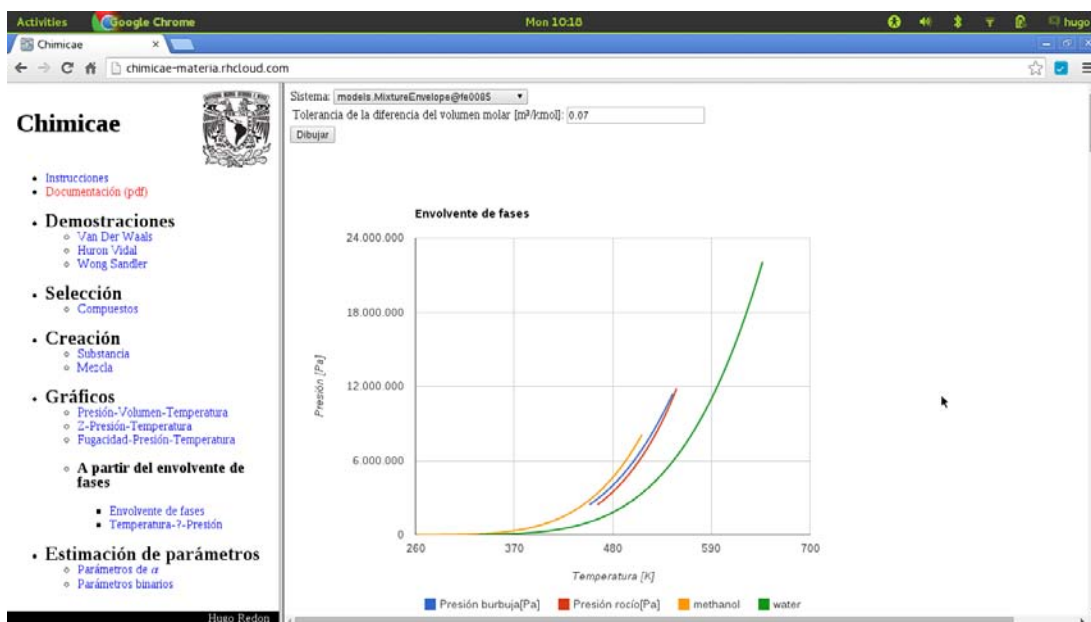 Activities
Google Chrome
Mon 10:18
hugo
Chimicae
chimicae-materia.rhcloud.com
Chimicae
Instrucciones
Documentación (pdf)
Demostraciones
Van Der Waals
Huron Vidal
Wong Sandler
Selección
Compuestos
Creación
Substancia
Mezcla
Gráficos
Presión-Volumen-Temperatura
Z-Presión-Temperatura
Fugacidad-Presión-Temperatura
A partir del envolvente de
fases
Envolvente de fases
Temperatura-?-Presión
Estimación de parámetros
Parámetros de α
Parámetros binarios
Hugo Redon
Sistema: models.MixtureEnvelope@fe0085
Tolerancia de la diferencia del volumen molar [m³/kmol]: 0.07
Dibujar
Envolvente de fases
24.000.000
18.000.000
12.000.000
6.000.000
0
Presión [Pa]
260 370 480 590 700
Temperatura [K]
Presión burbuja[Pa] Presión rocío[Pa] methanol water